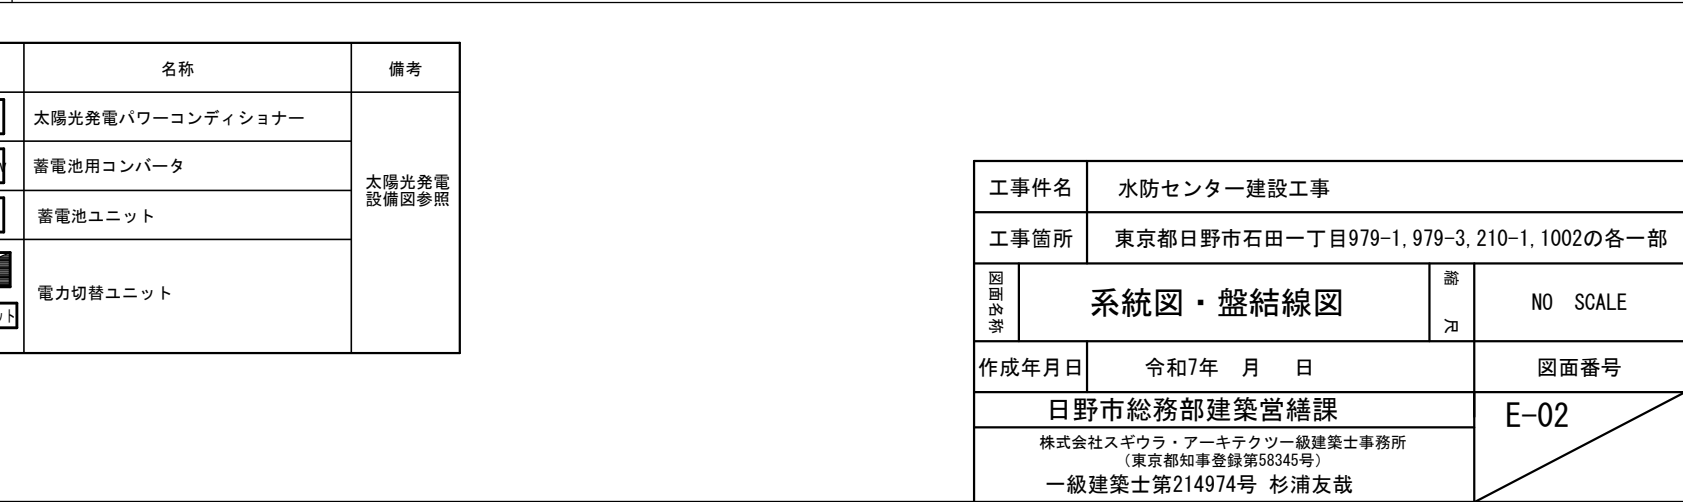 名称 備考
太陽光発電パワーコンディショナー
蓄電池用コンバータ
蓄電池ユニット
電力切替ユニット
太陽光発電
設備図参照
工事件名 水防センター建設工事
工事箇所 東京都日野市石田一丁目979-1,979-3,210-1,1002の各一部
図面名称 系統図・盤結線図 縮尺 NO SCALE
作成年月日 令和7年 月 日 図面番号
日野市総務部建築営繕課 E-02
株式会社スギウラ・アーキテクツ一級建築士事務所
（東京都知事登録第58345号）
一級建築士第214974号 杉浦友哉